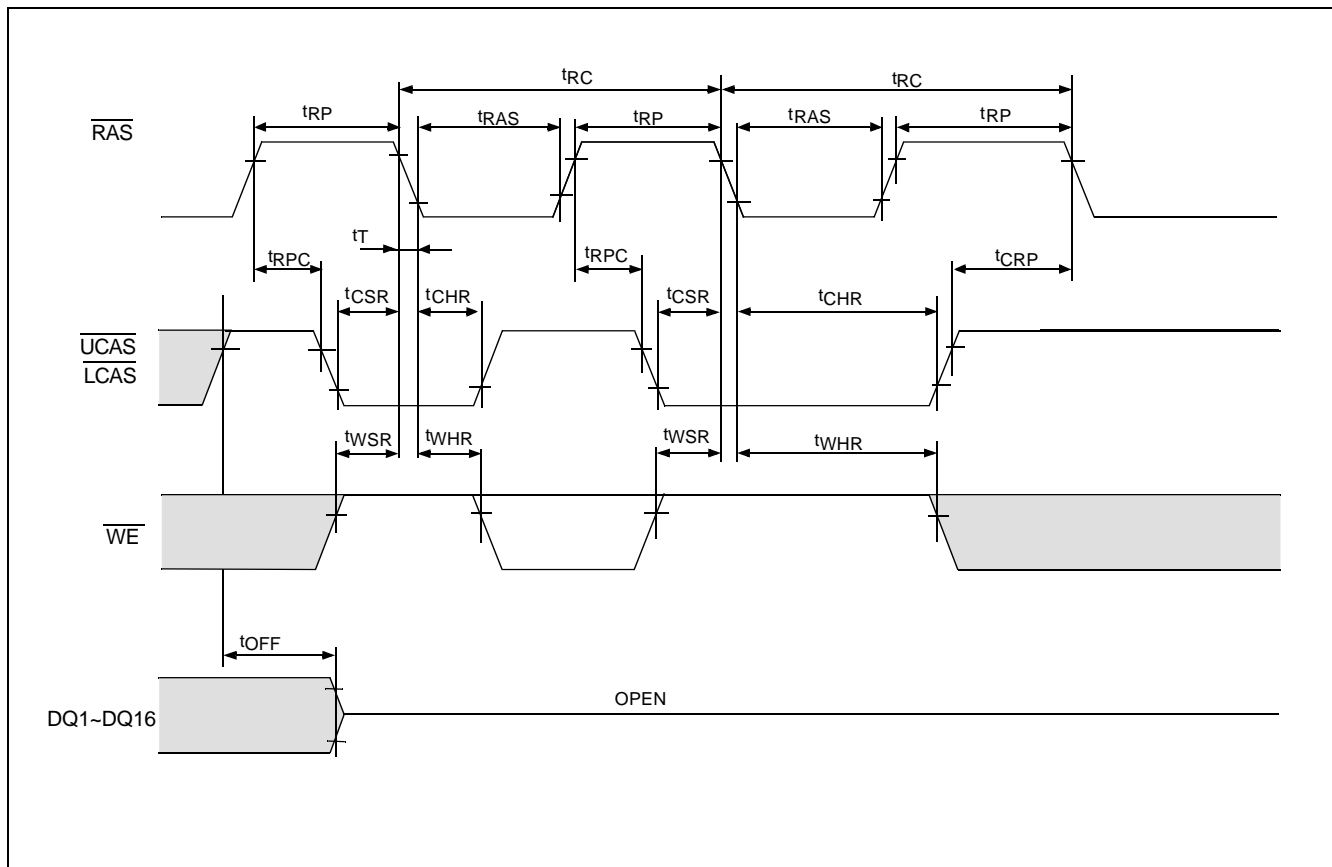 tRC tRC
RAS tRP tRAS tRP tRAS tRP
tT
tRPC tRPC tCRP
tCSR tCHR tCSR tCHR
UCAS
LCAS
tWSR tWHR tWSR tWHR
WE
tOFF
DQ1~DQ16 OPEN